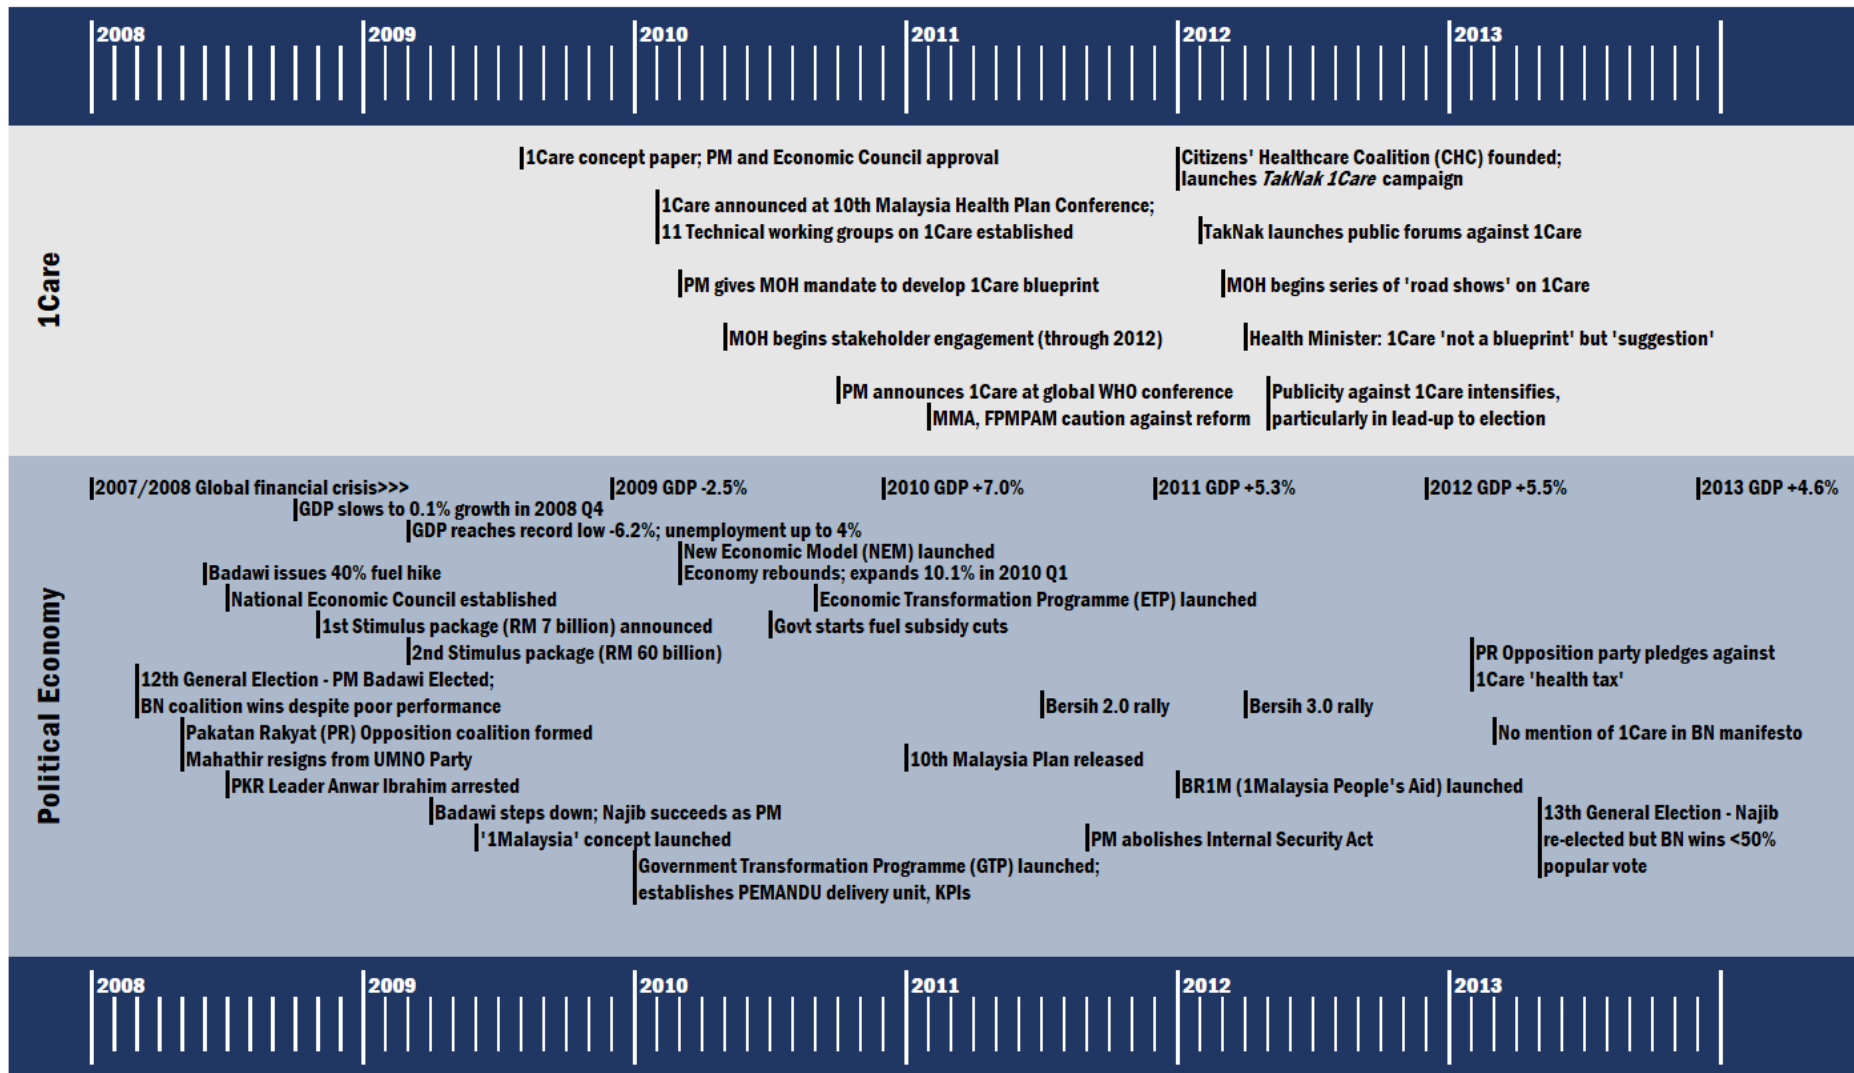 2008 2009 2010 2011 2012 2013
1Care
1Care concept paper; PM and Economic Council approval
1Care announced at 10th Malaysia Health Plan Conference;
11 Technical working groups on 1Care established
PM gives MOH mandate to develop 1Care blueprint
MOH begins stakeholder engagement (through 2012)
PM announces 1Care at global WHO conference
MMA, FPMPAM caution against reform
Citizens' Healthcare Coalition (CHC) founded;
launches TakNak 1Care campaign
TakNak launches public forums against 1Care
MOH begins series of 'road shows' on 1Care
Health Minister: 1Care 'not a blueprint' but 'suggestion'
Publicity against 1Care intensifies,
particularly in lead-up to election
Political Economy
2007/2008 Global financial crisis>>>
2009 GDP -2.5%
2010 GDP +7.0%
2011 GDP +5.3%
2012 GDP +5.5%
2013 GDP +4.6%
GDP slows to 0.1% growth in 2008 Q4
GDP reaches record low -6.2%; unemployment up to 4%
New Economic Model (NEM) launched
Economy rebounds; expands 10.1% in 2010 Q1
Badawi issues 40% fuel hike
National Economic Council established
Economic Transformation Programme (ETP) launched
1st Stimulus package (RM 7 billion) announced
Govt starts fuel subsidy cuts
2nd Stimulus package (RM 60 billion)
PR Opposition party pledges against
1Care 'health tax'
12th General Election - PM Badawi Elected;
BN coalition wins despite poor performance
Bersih 2.0 rally
Bersih 3.0 rally
Pakatan Rakyat (PR) Opposition coalition formed
Mahathir resigns from UMNO Party
No mention of 1Care in BN manifesto
10th Malaysia Plan released
PKR Leader Anwar Ibrahim arrested
BR1M (1Malaysia People's Aid) launched
Badawi steps down; Najib succeeds as PM
13th General Election - Najib
re-elected but BN wins <50%
popular vote
'1Malaysia' concept launched
PM abolishes Internal Security Act
Government Transformation Programme (GTP) launched;
establishes PEMANDU delivery unit, KPIs
2008 2009 2010 2011 2012 2013